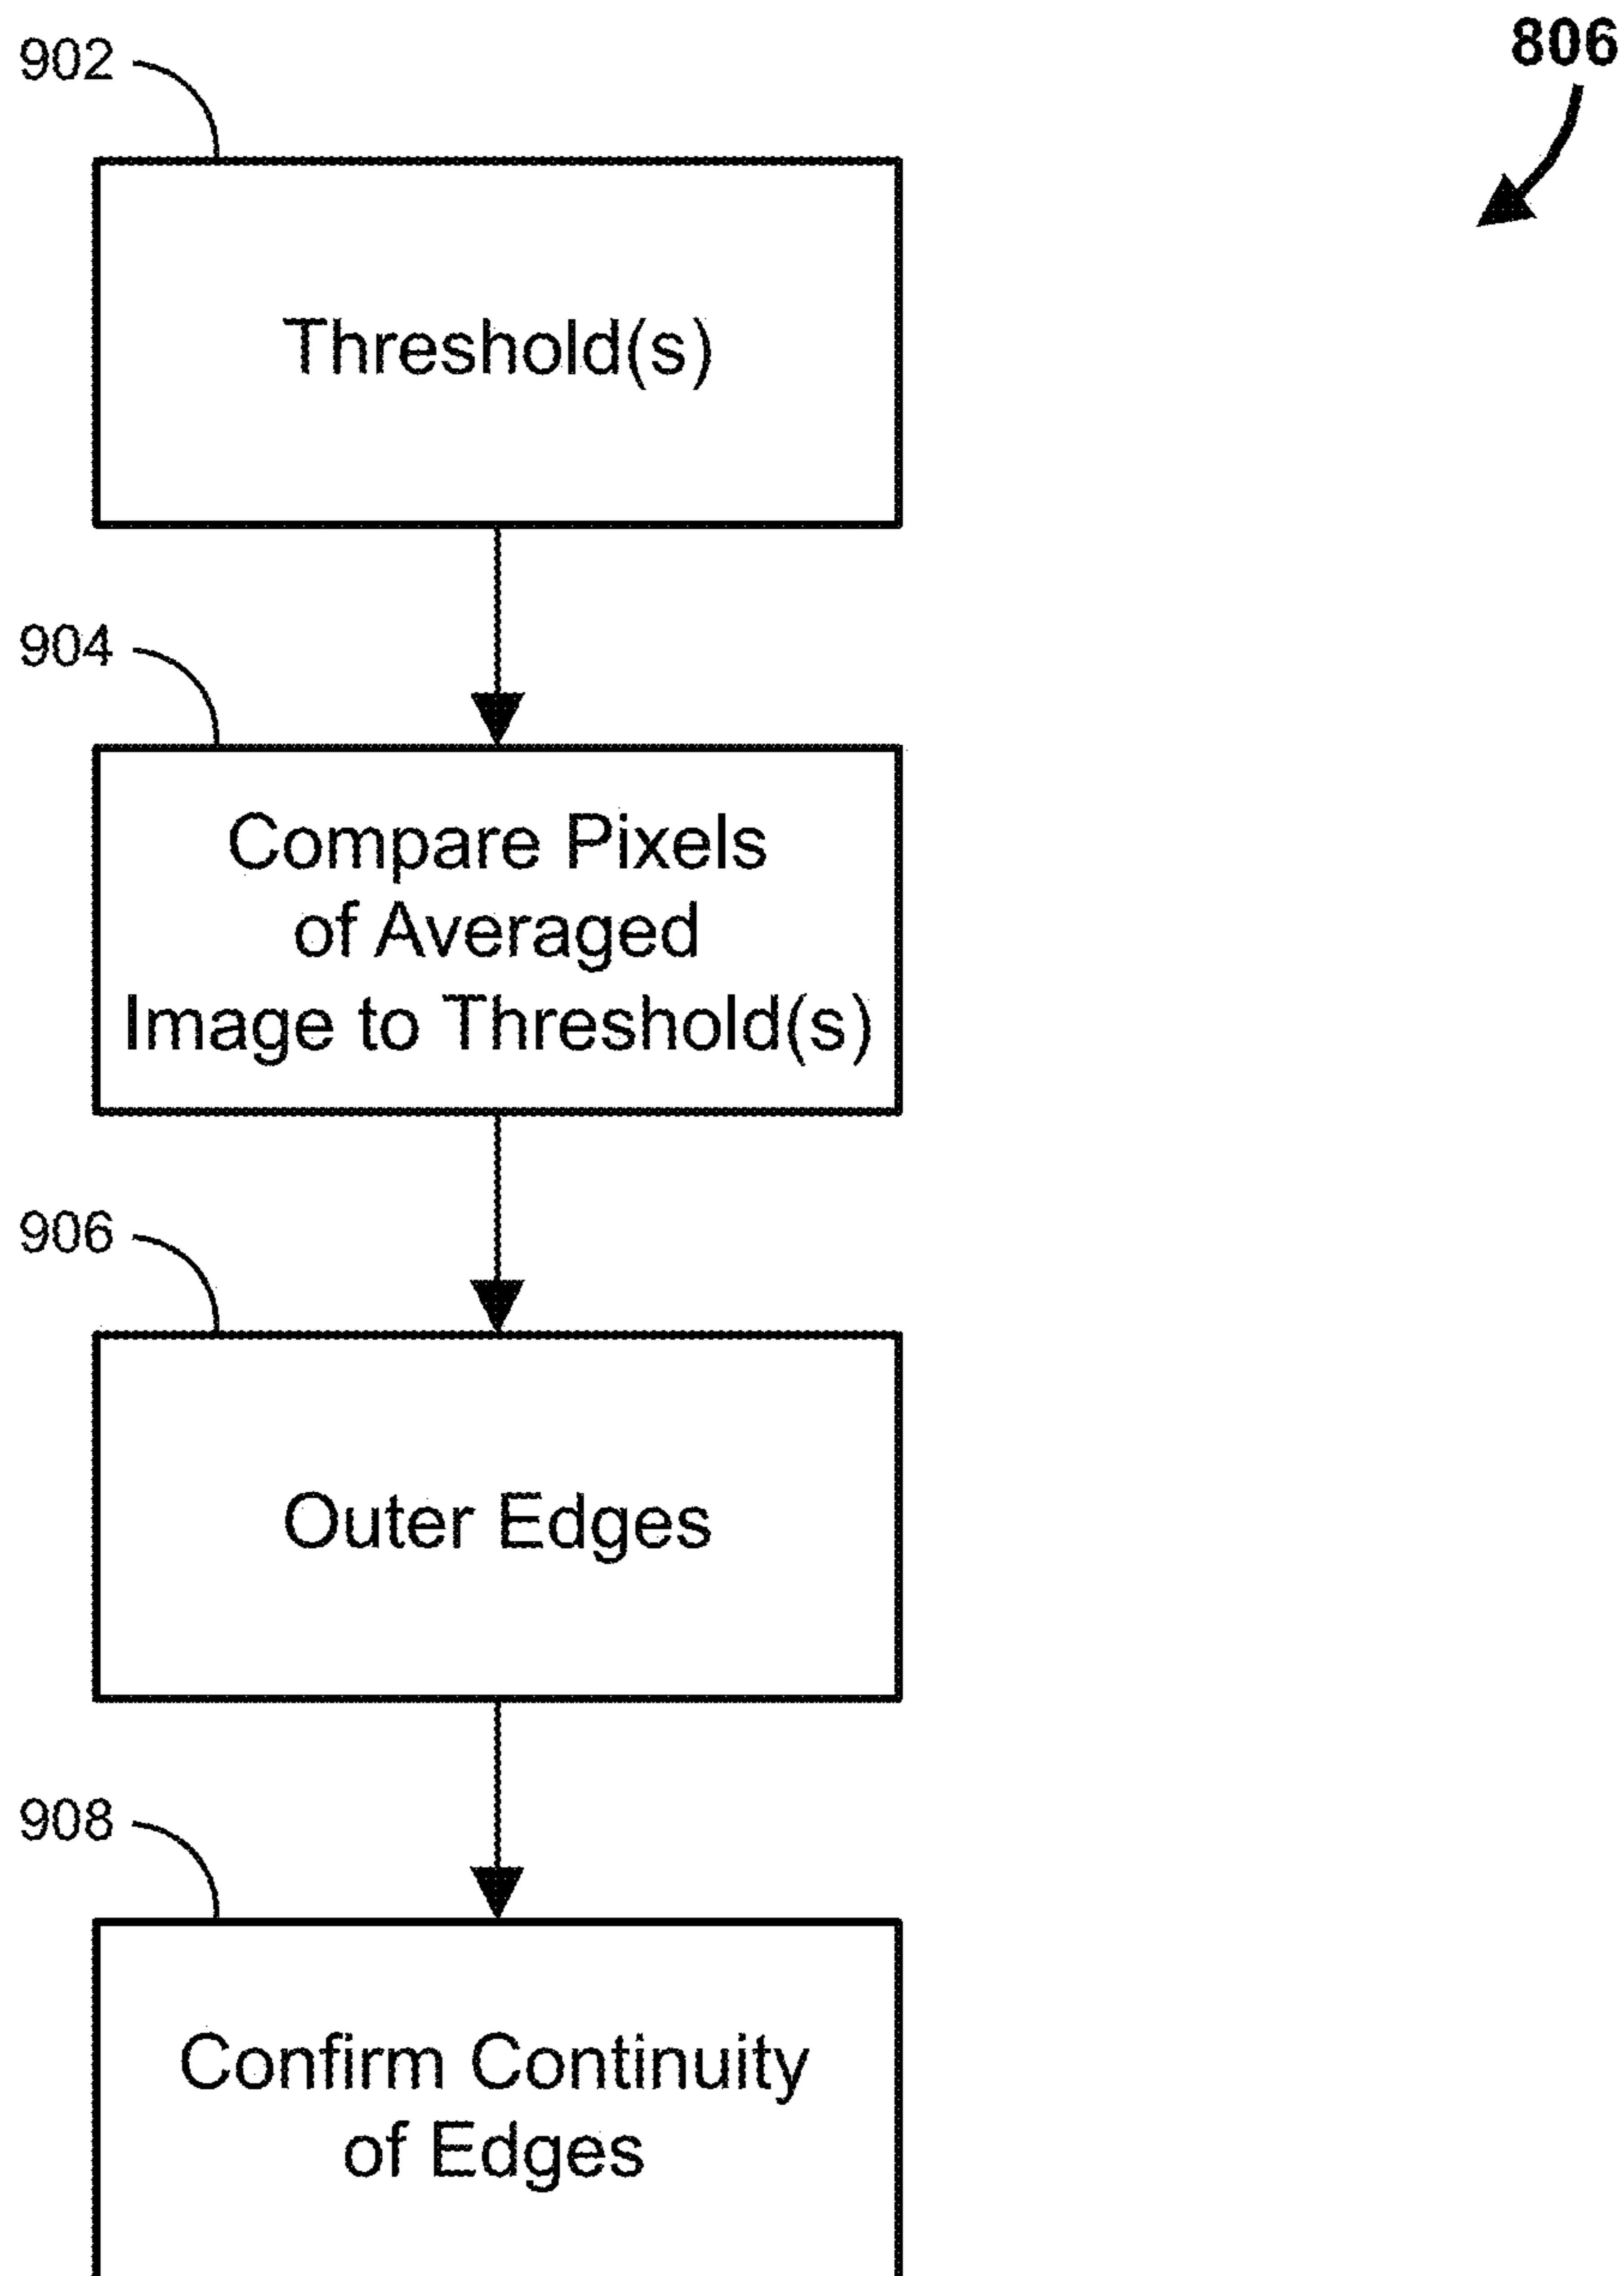 902
806
Threshold(s)
904
Compare Pixels
of Averaged
Image to Threshold(s)
906
Outer Edges
908
Confirm Continuity
of Edges